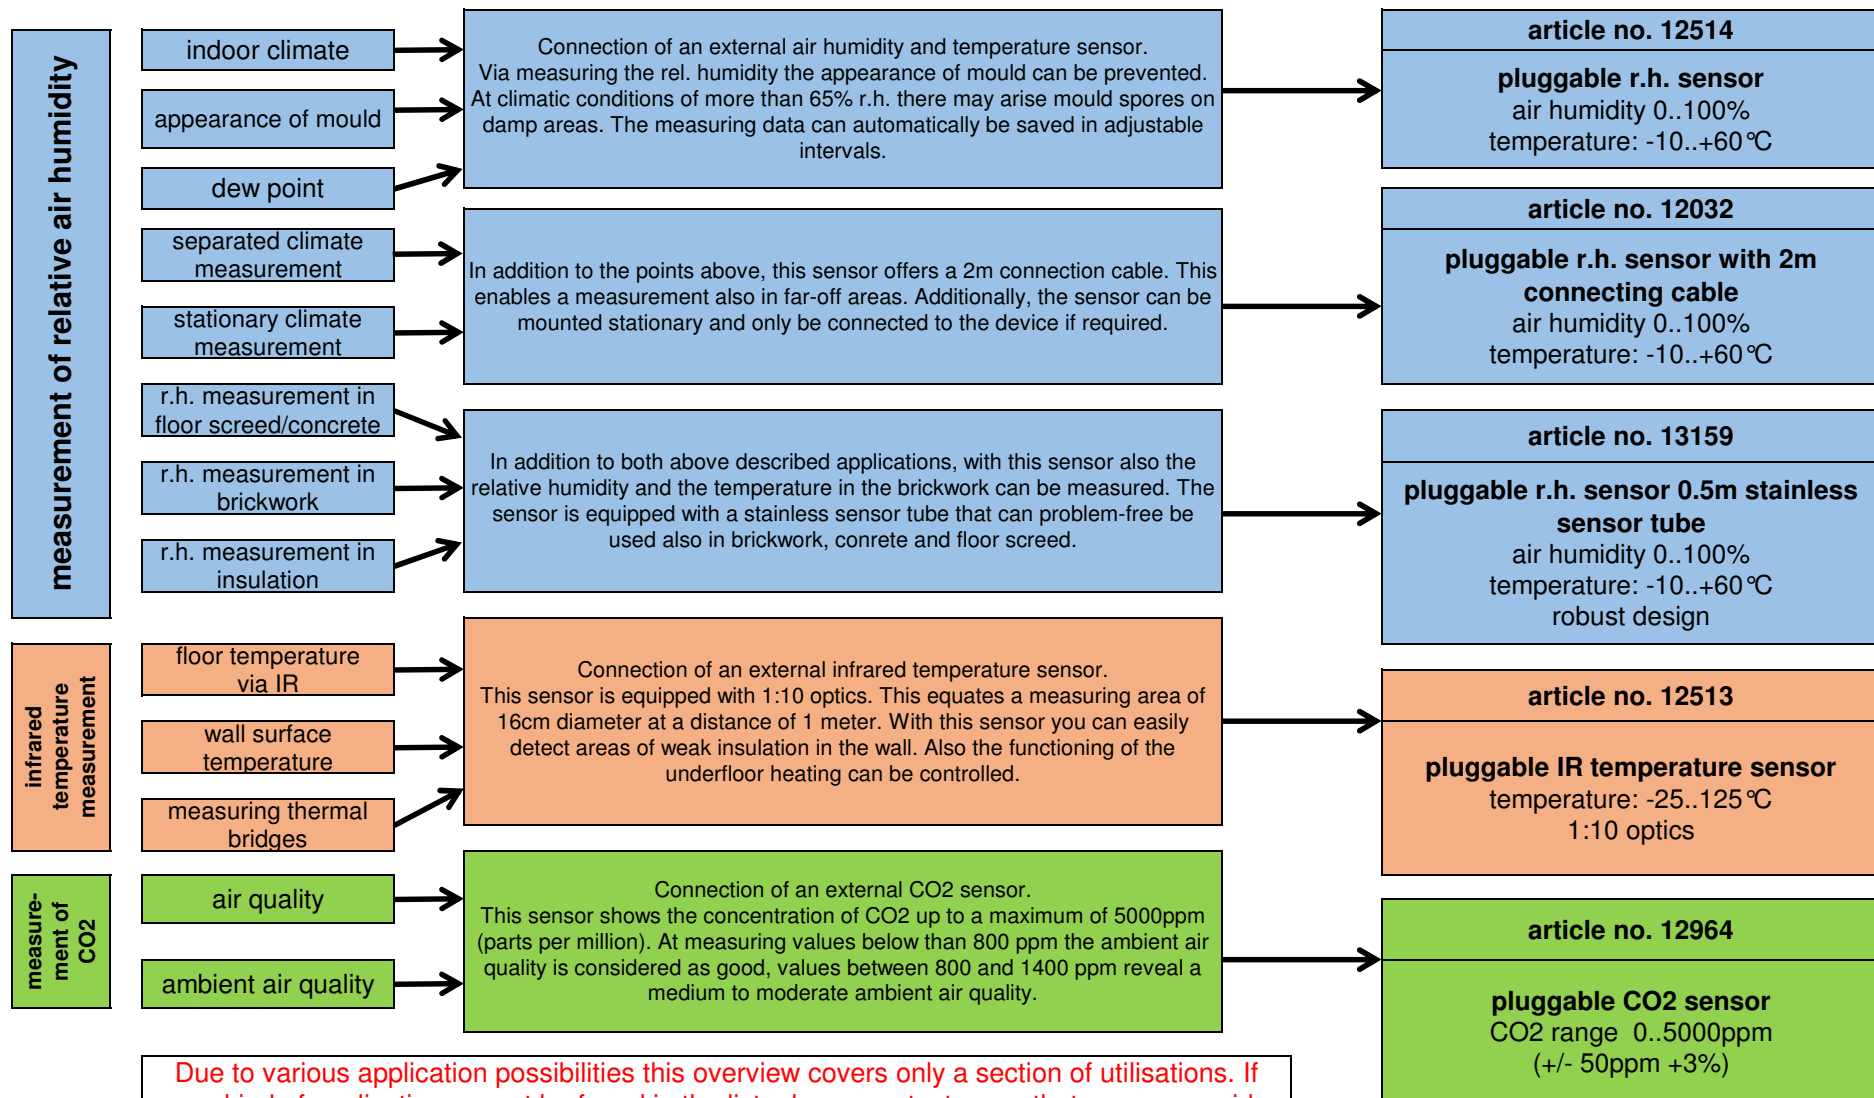 measurement of relative air humidity
indoor climate
appearance of mould
dew point
Connection of an external air humidity and temperature sensor.
Via measuring the rel. humidity the appearance of mould can be prevented.
At climatic conditions of more than 65% r.h. there may arise mould spores on
damp areas. The measuring data can automatically be saved in adjustable
intervals.
article no. 12514
pluggable r.h. sensor
air humidity 0..100%
temperature: -10..+60°C
separated climate
measurement
stationary climate
measurement
In addition to the points above, this sensor offers a 2m connection cable. This
enables a measurement also in far-off areas. Additionally, the sensor can be
mounted stationary and only be connected to the device if required.
article no. 12032
pluggable r.h. sensor with 2m
connecting cable
air humidity 0..100%
temperature: -10..+60°C
r.h. measurement in
floor screed/concrete
r.h. measurement in
brickwork
r.h. measurement in
insulation
In addition to both above described applications, with this sensor also the
relative humidity and the temperature in the brickwork can be measured. The
sensor is equipped with a stainless sensor tube that can problem-free be
used also in brickwork, conrete and floor screed.
article no. 13159
pluggable r.h. sensor 0.5m stainless
sensor tube
air humidity 0..100%
temperature: -10..+60°C
robust design
infrared
temperature
measurement
floor temperature
via IR
wall surface
temperature
measuring thermal
bridges
Connection of an external infrared temperature sensor.
This sensor is equipped with 1:10 optics. This equates a measuring area of
16cm diameter at a distance of 1 meter. With this sensor you can easily
detect areas of weak insulation in the wall. Also the functioning of the
underfloor heating can be controlled.
article no. 12513
pluggable IR temperature sensor
temperature: -25..125°C
1:10 optics
measure-
ment of
CO2
air quality
ambient air quality
Connection of an external CO2 sensor.
This sensor shows the concentration of CO2 up to a maximum of 5000ppm
(parts per million). At measuring values below than 800 ppm the ambient air
quality is considered as good, values between 800 and 1400 ppm reveal a
medium to moderate ambient air quality.
article no. 12964
pluggable CO2 sensor
CO2 range 0..5000ppm
(+/- 50ppm +3%)
Due to various application possibilities this overview covers only a section of utilisations. If